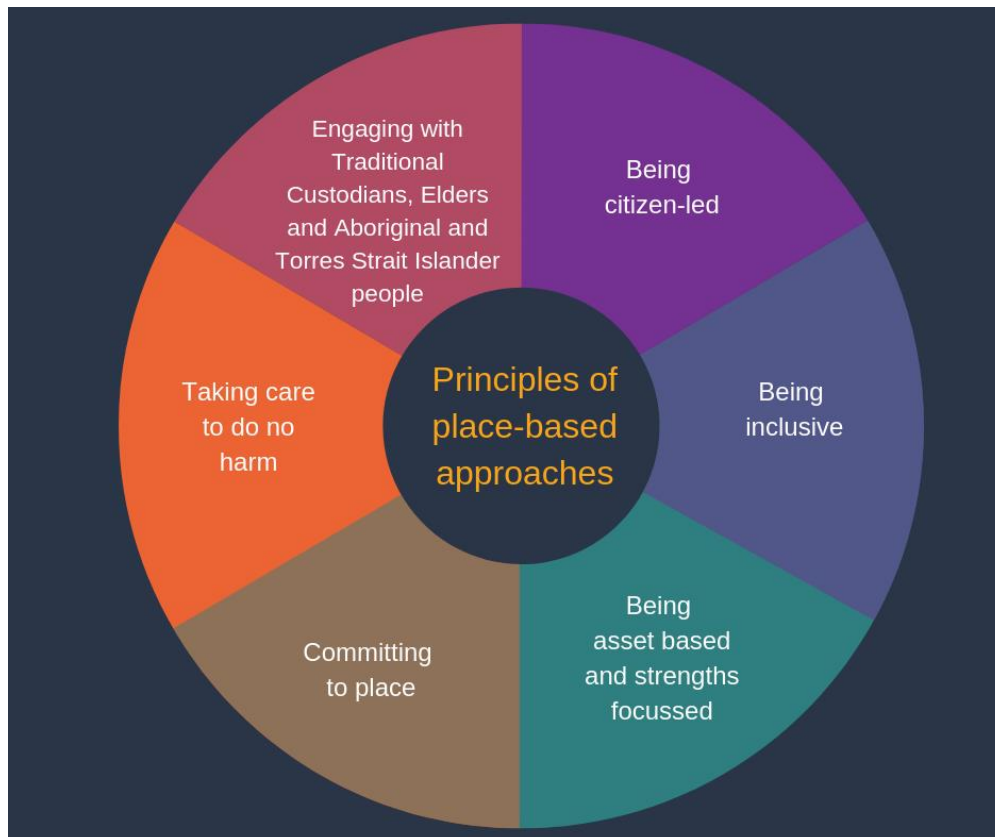 Principles of
place-based
approaches
Engaging with
Traditional
Custodians, Elders
and Aboriginal and
Torres Strait Islander
people
Being
citizen-led
Being
inclusive
Being
asset based
and strengths
focussed
Committing
to place
Taking care
to do no
harm